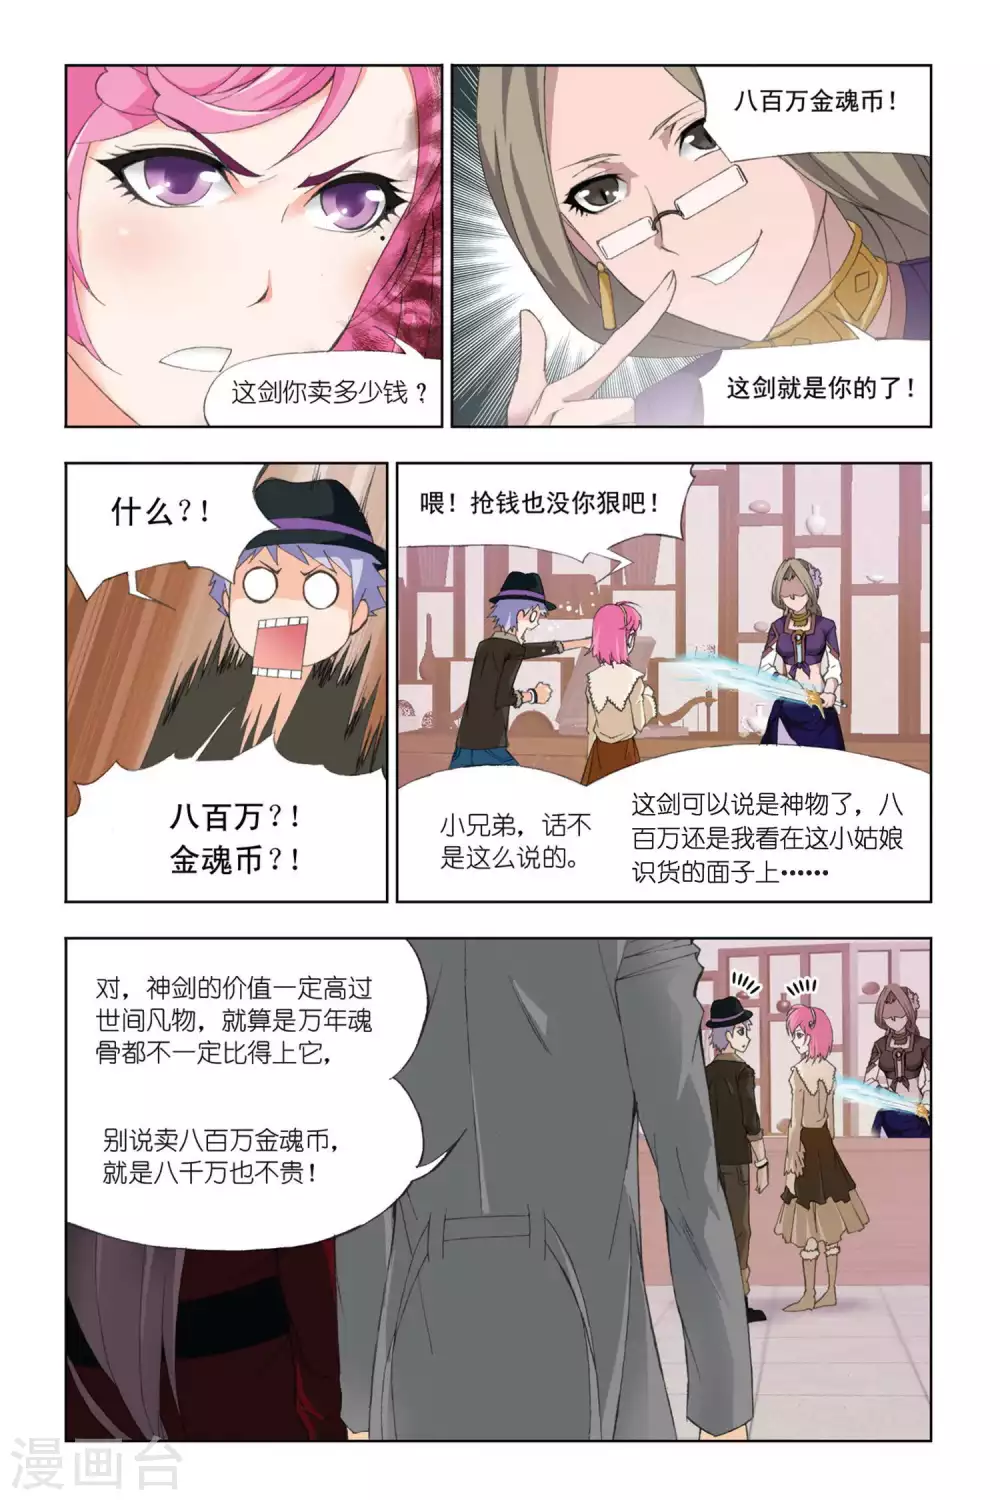 这剑你卖多少钱？
八百万金魂币！
这剑就是你的了！
什么？！
八百万？！
金魂币？！
喂！抢钱也没你狠吧！
小兄弟，话不
是这么说的。
这剑可以说是神物了，八
百万还是我看在这小姑娘
识货的面子上……
对，神剑的价值一定高过
世间凡物，就算是万年魂
骨都不一定比得上它，
别说卖八百万金魂币，
就是八千万也不贵！
漫画台